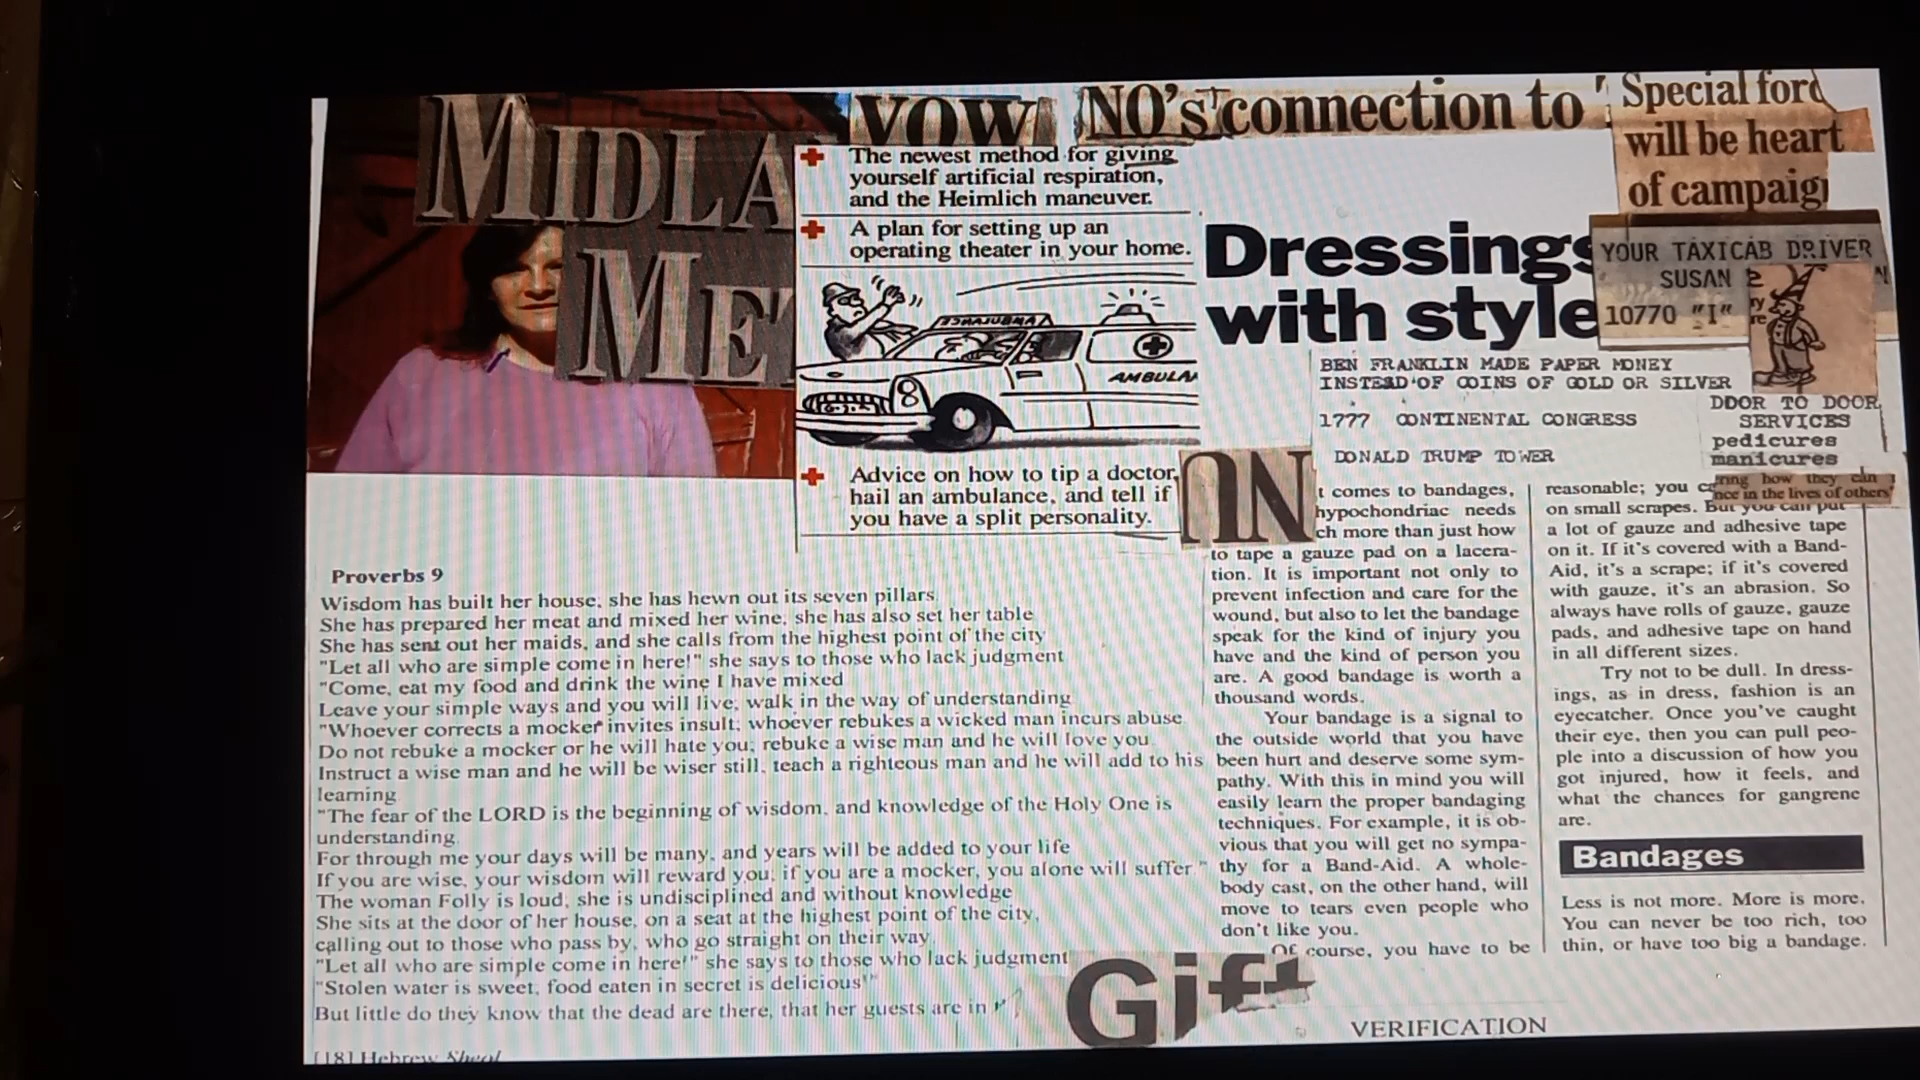 MIDLA
ME
VOW
NO's connection to
Special ford
will be heart
of campaig
The newest method for giving
yourself artificial respiration,
and the Heimlich maneuver.
A plan for setting up an
operating theater in your home.
8
AMBULA
Advice on how to tip a doctor,
hail an ambulance, and tell if
you have a split personality.
Dressings
with style
YOUR TAXICAB DRIVER
SUSAN
10770 "I"
BEN FRANKLIN MADE PAPER MONEY
INSTEAD OF COINS OF GOLD OR SILVER
1777 CONTINENTAL CONGRESS
DONALD TRUMP TOWER
DDOR TO DOOR
SERVICES
pedicures
manicures
ring how they can
nce in the lives of others'
Proverbs 9
Wisdom has built her house; she has hewn out its seven pillars
She has prepared her meat and mixed her wine; she has also set her table
She has sent out her maids, and she calls from the highest point of the city
"Let all who are simple come in here!" she says to those who lack judgment
"Come, eat my food and drink the wine I have mixed
Leave your simple ways and you will live; walk in the way of understanding
"Whoever corrects a mocker invites insult; whoever rebukes a wicked man incurs abuse
Do not rebuke a mocker or he will hate you; rebuke a wise man and he will love you
Instruct a wise man and he will be wiser still, teach a righteous man and he will add to his
learning
"The fear of the LORD is the beginning of wisdom, and knowledge of the Holy One is
understanding
For through me your days will be many, and years will be added to your life
If you are wise, your wisdom will reward you; if you are a mocker, you alone will suffer "
The woman Folly is loud; she is undisciplined and without knowledge
She sits at the door of her house, on a seat at the highest point of the city,
calling out to those who pass by, who go straight on their way
"Let all who are simple come in here!" she says to those who lack judgment
"Stolen water is sweet; food eaten in secret is delicious!"
But little do they know that the dead are there, that her guests are in
[18] Hebrew Sheol
IN
t comes to bandages,
hypochondriac needs
ch more than just how
to tape a gauze pad on a lacera-
tion. It is important not only to
prevent infection and care for the
wound, but also to let the bandage
speak for the kind of injury you
have and the kind of person you
are. A good bandage is worth a
thousand words.
Your bandage is a signal to
the outside world that you have
been hurt and deserve some sym-
pathy. With this in mind you will
easily learn the proper bandaging
techniques. For example, it is ob-
vious that you will get no sympa-
thy for a Band-Aid. A whole-
body cast, on the other hand, will
move to tears even people who
don't like you.
Of course, you have to be
reasonable; you ca
on small scrapes. But you can put
a lot of gauze and adhesive tape
on it. If it's covered with a Band-
Aid, it's a scrape; if it's covered
with gauze, it's an abrasion. So
always have rolls of gauze, gauze
pads, and adhesive tape on hand
in all different sizes.
Try not to be dull. In dress-
ings, as in dress, fashion is an
eyecatcher. Once you've caught
their eye, then you can pull peo-
ple into a discussion of how you
got injured, how it feels, and
what the chances for gangrene
are.
Bandages
Less is not more. More is more.
You can never be too rich, too
thin, or have too big a bandage.
Gift
VERIFICATION